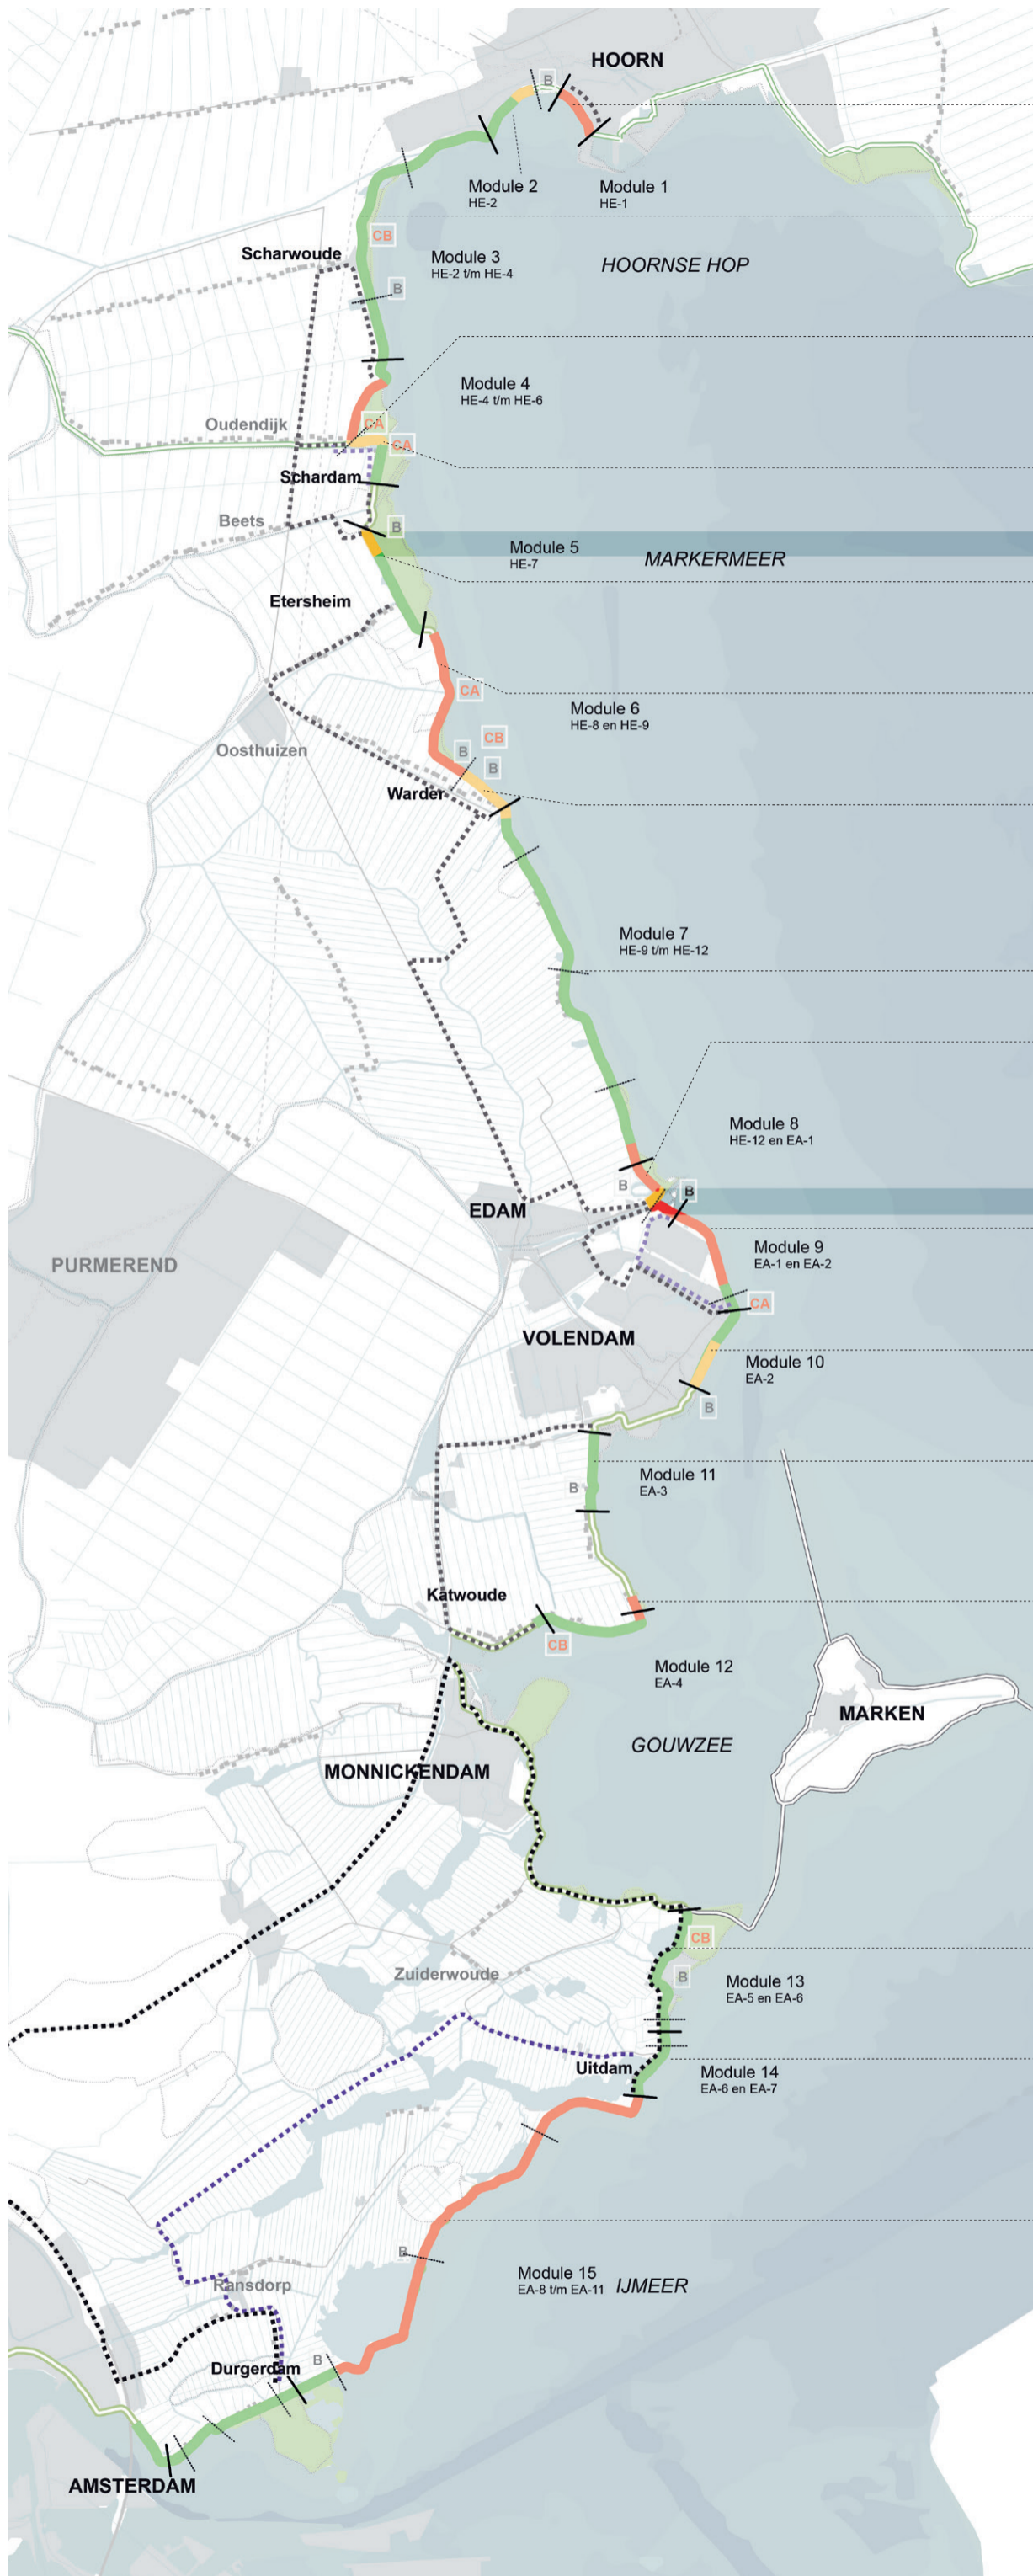 HOORN
B
Module 2
HE-2
Module 1
HE-1
CB
Scharwoude
Module 3
HE-2 t/m HE-4
HOORNSE HOP
B
Module 4
HE-4 t/m HE-6
Oudendijk
CA
CA
Schardam
Beets
B
Module 5
HE-7
MARKERMEER
Etersheim
CA
Module 6
HE-8 en HE-9
Oosthuizen
CB
B
B
Warder
Module 7
HE-9 t/m HE-12
Module 8
HE-12 en EA-1
B
B
EDAM
PURMEREND
Module 9
EA-1 en EA-2
CA
VOLENDAM
Module 10
EA-2
B
Module 11
EA-3
B
Katwoude
CB
Module 12
EA-4
MARKEN
GOUWZEE
MONNICKENDAM
CB
Zuiderwoude
B
Module 13
EA-5 en EA-6
Uitdam
Module 14
EA-6 en EA-7
B
Module 15
EA-8 t/m EA-11
IJMEER
Ransdorp
B
Durgerdam
AMSTERDAM